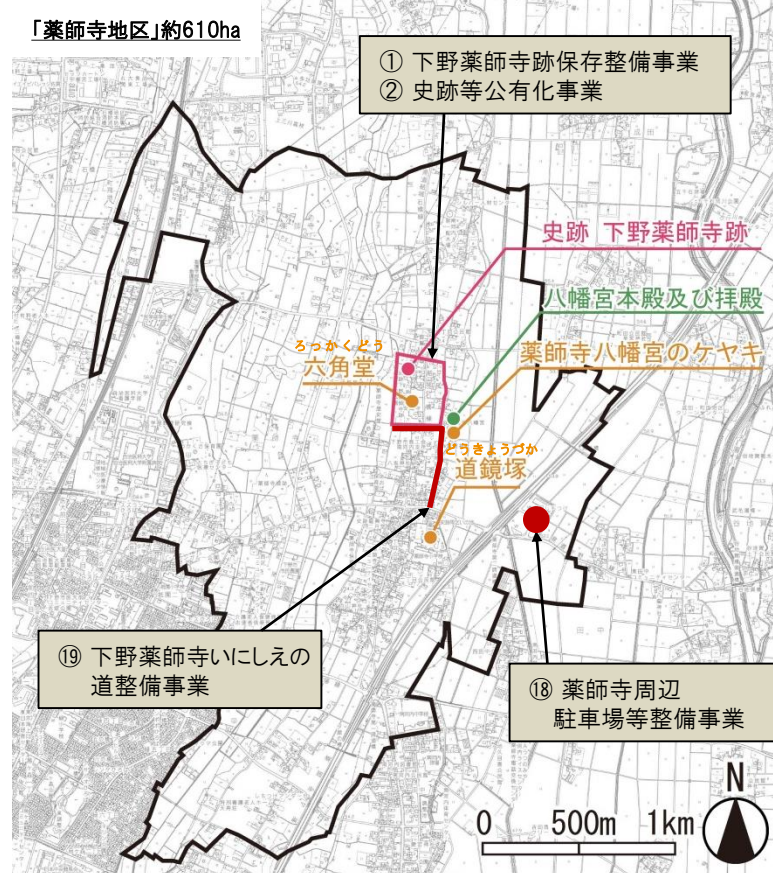 「薬師寺地区」約610ha
① 下野薬師寺跡保存整備事業
② 史跡等公有化事業
史跡 下野薬師寺跡
八幡宮本殿及び拝殿
ろっかくどう
六角堂
薬師寺八幡宮のケヤキ
どうきょうづか
道鏡塚
⑲ 下野薬師寺いにしえの
道整備事業
⑱ 薬師寺周辺
駐車場等整備事業
N
0 500m 1km